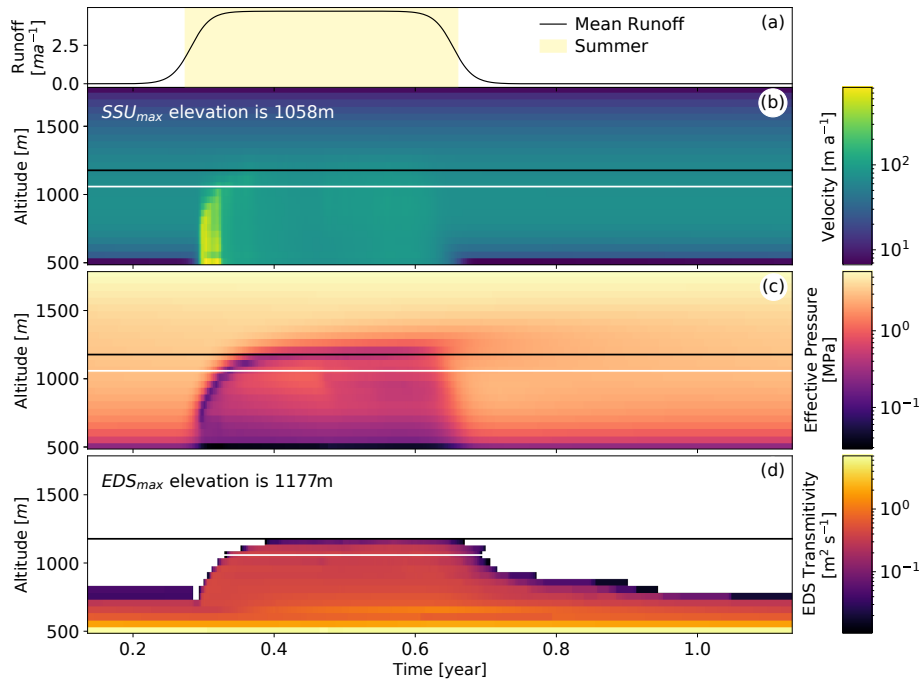 (a)
Mean Runoff
Summer
Runoff
[ma⁻¹]
2.5
0.0
(b)
SSU_max elevation is 1058m
Altitude [m]
1500
1000
500
Velocity [m a⁻¹]
10²
10¹
(c)
Altitude [m]
1500
1000
500
Effective Pressure
[MPa]
10⁰
10⁻¹
(d)
EDS_max elevation is 1177m
Altitude [m]
1500
1000
500
EDS Transmitivity
[m² s⁻¹]
10⁰
10⁻¹
0.2 0.4 0.6 0.8 1.0
Time [year]